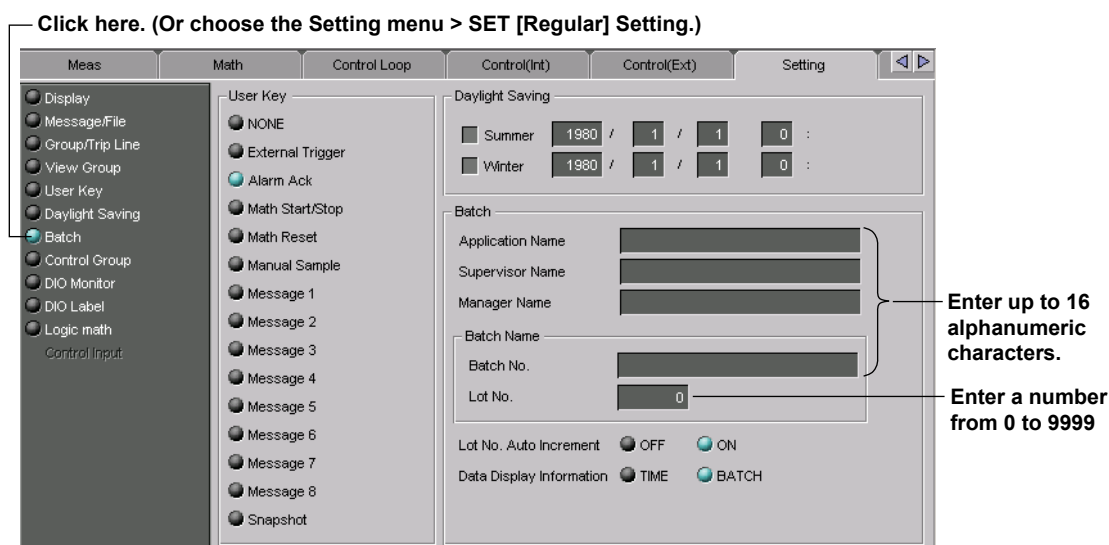 Click here. (Or choose the Setting menu > SET [Regular] Setting.)
Meas Math Control Loop Control(Int) Control(Ext) Setting
Display
Message/File
Group/Trip Line
View Group
User Key
Daylight Saving
Batch
Control Group
DIO Monitor
DIO Label
Logic math
Control Input
User Key
NONE
External Trigger
Alarm Ack
Math Start/Stop
Math Reset
Manual Sample
Message 1
Message 2
Message 3
Message 4
Message 5
Message 6
Message 7
Message 8
Snapshot
Daylight Saving
Summer 1980 / 1 / 1 0 :
Winter 1980 / 1 / 1 0 :
Batch
Application Name
Supervisor Name
Manager Name
Batch Name
Batch No.
Lot No. 0
Lot No. Auto Increment OFF ON
Data Display Information TIME BATCH
Enter up to 16
alphanumeric
characters.
Enter a number
from 0 to 9999